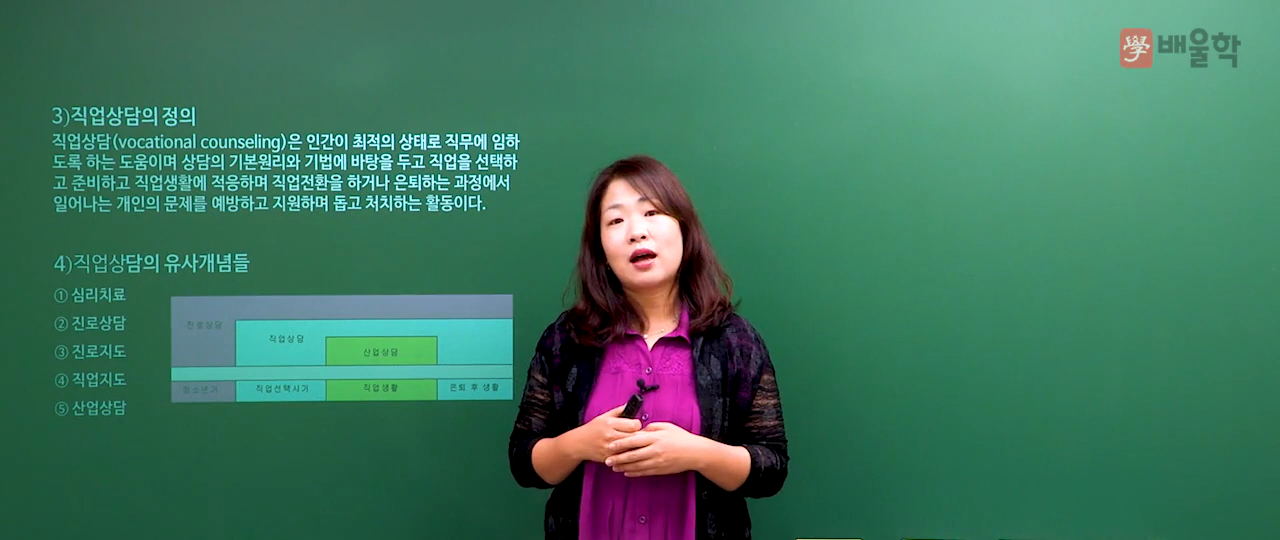 學 배울학
3)직업상담의 정의
직업상담(vocational counseling)은 인간이 최적의 상태로 직무에 임하
도록 하는 도움이며 상담의 기본원리와 기법에 바탕을 두고 직업을 선택하
고 준비하고 직업생활에 적응하며 직업전환을 하거나 은퇴하는 과정에서
일어나는 개인의 문제를 예방하고 지원하며 돕고 처치하는 활동이다.
4)직업상담의 유사개념들
① 심리치료
② 진로상담
③ 진로지도
④ 직업지도
⑤ 산업상담
진로상담
직업상담
산업상담
청소년기
직업선택시기
직업생활
은퇴 후 생활